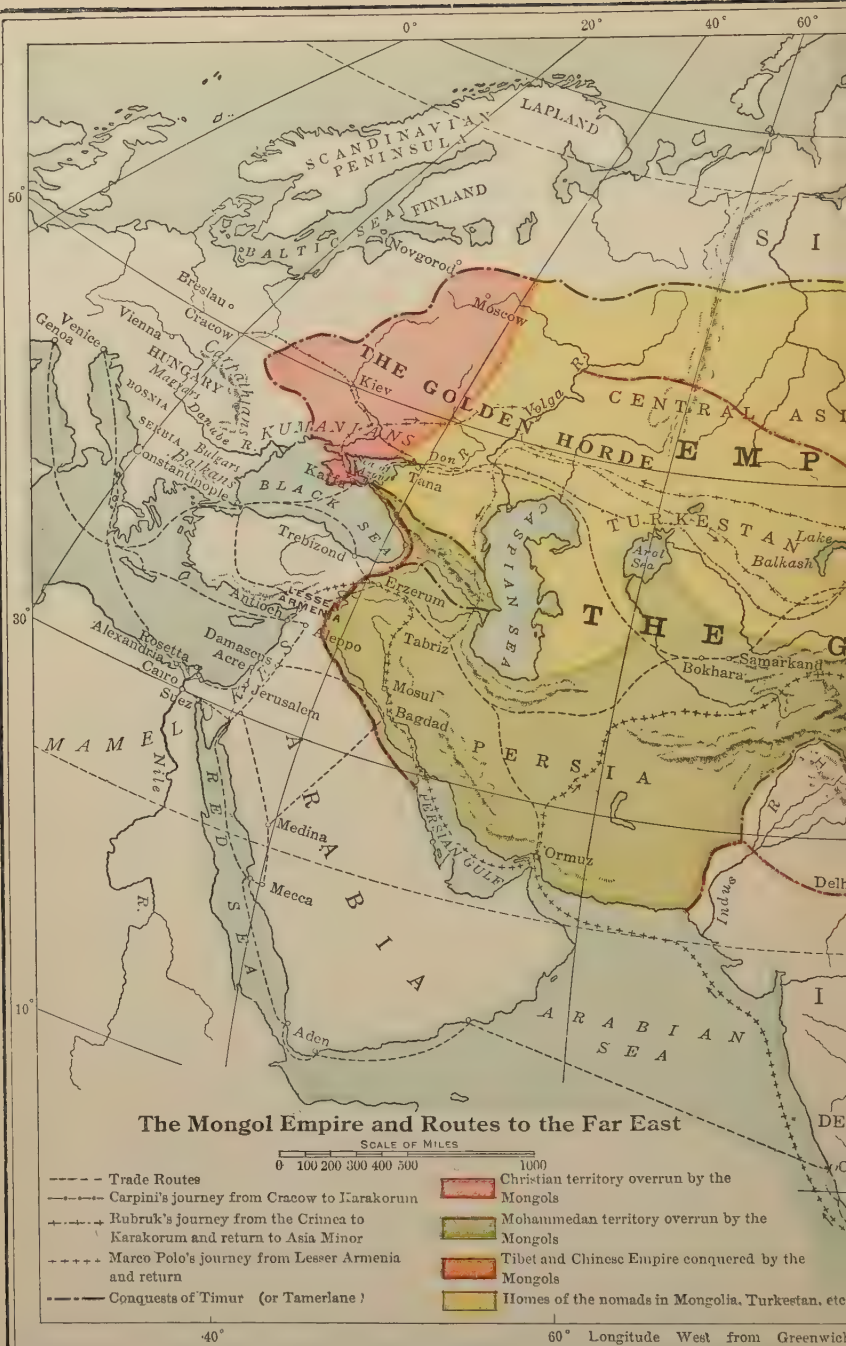 0°
20°
40°
60°
50°
30°
10°
LAPLAND
SCANDINAVIAN
PENINSULA
FINLAND
BALTIC SEA
Novgorod
S I
Breslau
Cracow
Moscow
Vienna
Venice
Genoa
Carpathians
HUNGARY
Magyars
BOSNIA
Danube R.
SERBIA
Bulgars
Balkans
Constantinople
THE GOLDEN
HORDE
Kiev
KUMANIANS
Volga R.
Don R.
CENTRAL ASI
EMP
Kaffa
Tana
BLACK SEA
CASPIAN SEA
TURKESTAN
Aral
Sea
Lake
Balkash
Trebizond
LESSER
ARMENIA
Erzerum
Antioch
Aleppo
THE
G
Tabriz
Samarkand
Bokhara
Rosetta
Alexandria
Cairo
Suez
Damascus
Acre
Jerusalem
Mosul
Bagdad
MAMEL
Nile
R.
ARABIA
PERSIA
RED SEA
Medina
Mecca
PERSIAN GULF
Ormuz
Indus
R
Delh
Aden
ARABIAN
SEA
I
DE
C
The Mongol Empire and Routes to the Far East
SCALE OF MILES
0 100 200 300 400 500 1000
Trade Routes
Carpini's journey from Cracow to Karakorum
Rubruk's journey from the Crimea to
Karakorum and return to Asia Minor
Marco Polo's journey from Lesser Armenia
and return
Conquests of Timur (or Tamerlane)
Christian territory overrun by the
Mongols
Mohammedan territory overrun by the
Mongols
Tibet and Chinese Empire conquered by the
Mongols
Homes of the nomads in Mongolia, Turkestan, etc
40°
60° Longitude West from Greenwich